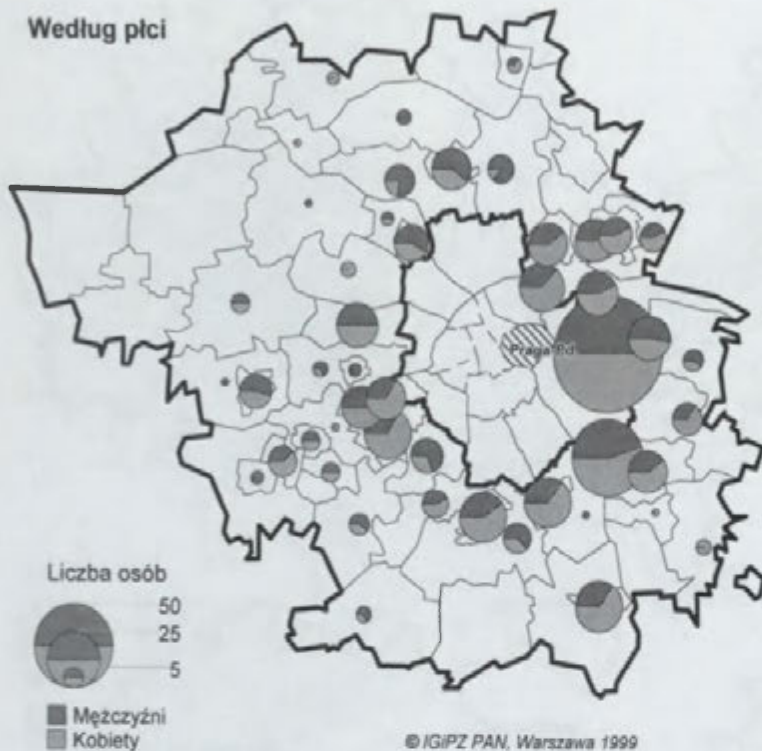 Według płci
Praga Pd.
Liczba osób
50
25
5
Mężczyźni
Kobiety
© IGiPZ PAN, Warszawa 1999